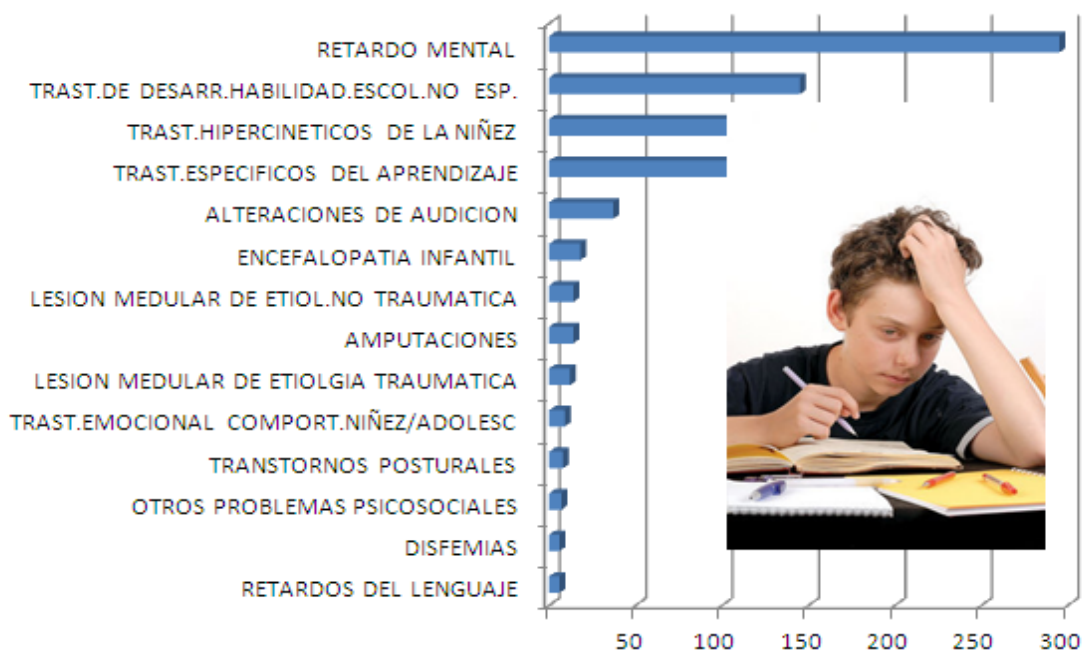 RETARDO MENTAL
TRAST.DE DESARR.HABILIDAD.ESCOL.NO ESP.
TRAST.HIPERCINETICOS DE LA NIÑEZ
TRAST.ESPECIFICOS DEL APRENDIZAJE
ALTERACIONES DE AUDICION
ENCEFALOPATIA INFANTIL
LESION MEDULAR DE ETIOL.NO TRAUMATICA
AMPUTACIONES
LESION MEDULAR DE ETIOLGIA TRAUMATICA
TRAST.EMOCIONAL COMPORT.NIÑEZ/ADOLESC
TRANSTORNOS POSTURALES
OTROS PROBLEMAS PSICOSOCIALES
DISFEMIAS
RETARDOS DEL LENGUAJE
50 100 150 200 250 300